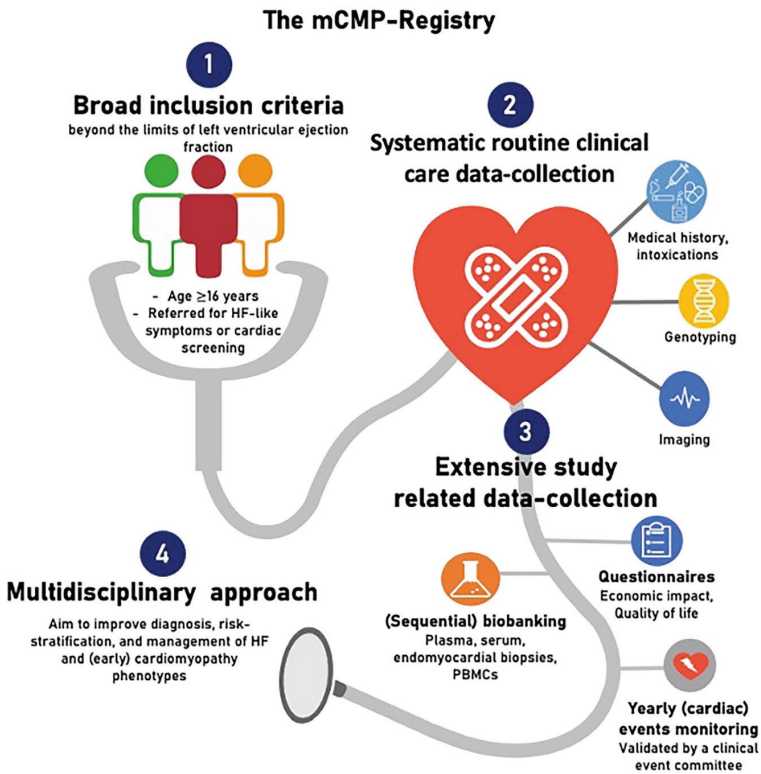 The mCMP-Registry
1
Broad inclusion criteria
beyond the limits of left ventricular ejection
fraction
- Age ≥16 years
- Referred for HF-like
symptoms or cardiac
screening
2
Systematic routine clinical
care data-collection
Medical history,
intoxications
Genotyping
Imaging
3
Extensive study
related data-collection
Questionnaires
Economic impact,
Quality of life
(Sequential) biobanking
Plasma, serum,
endomyocardial biopsies,
PBMCs
Yearly (cardiac)
events monitoring
Validated by a clinical
event committee
4
Multidisciplinary approach
Aim to improve diagnosis, risk-
stratification, and management of HF
and (early) cardiomyopathy
phenotypes